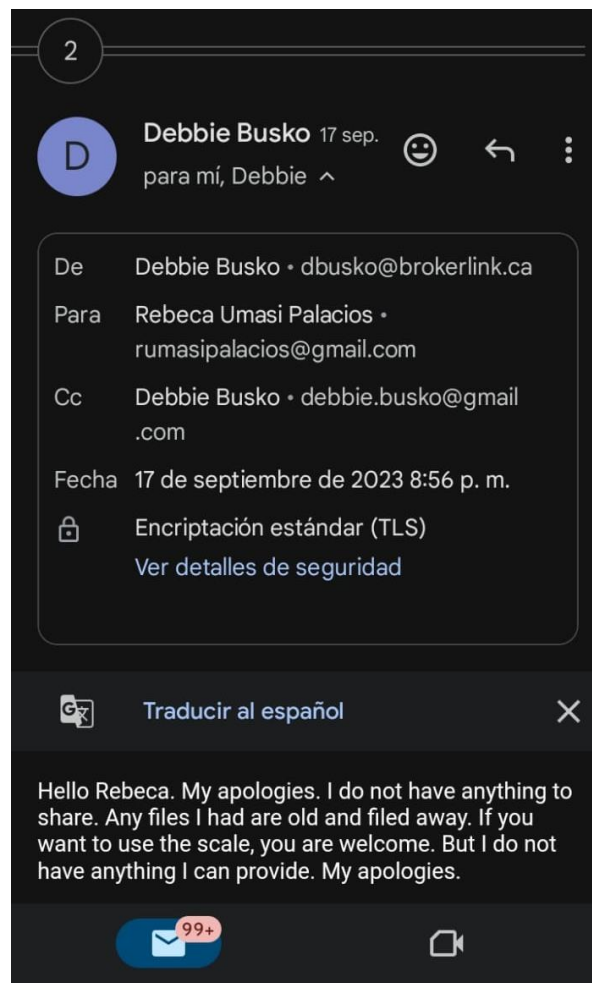 2
D
Debbie Busko 17 sep.
para mí, Debbie
De Debbie Busko • dbusko@brokerlink.ca
Para Rebeca Umasi Palacios •
rumasipalacios@gmail.com
Cc Debbie Busko • debbie.busko@gmail
.com
Fecha 17 de septiembre de 2023 8:56 p. m.
Encriptación estándar (TLS)
Ver detalles de seguridad
Traducir al español
Hello Rebeca. My apologies. I do not have anything to
share. Any files I had are old and filed away. If you
want to use the scale, you are welcome. But I do not
have anything I can provide. My apologies.
99+